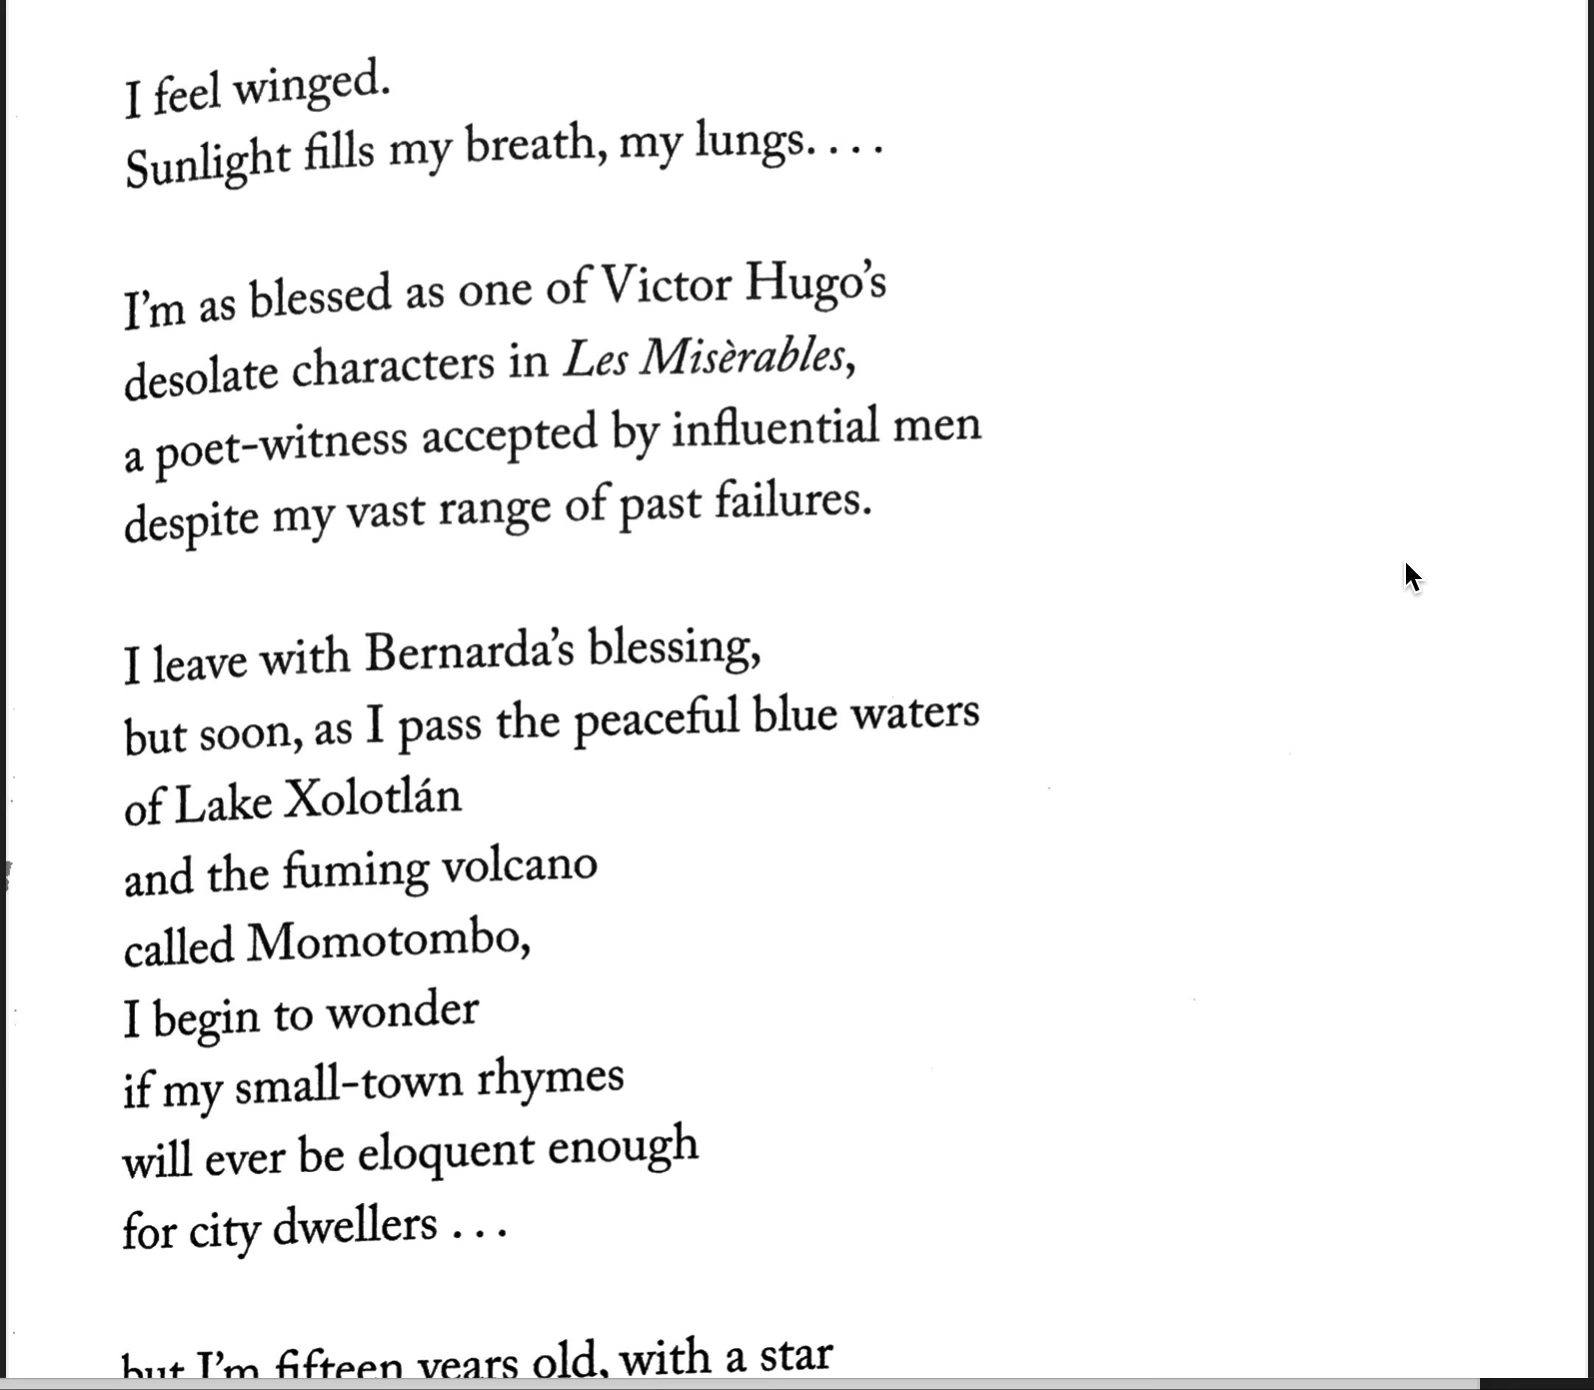 I feel winged.
Sunlight fills my breath, my lungs. . . .
I’m as blessed as one of Victor Hugo’s
desolate characters in Les Misèrables,
a poet-witness accepted by influential men
despite my vast range of past failures.
I leave with Bernarda’s blessing,
but soon, as I pass the peaceful blue waters
of Lake Xolotlán
and the fuming volcano
called Momotombo,
I begin to wonder
if my small-town rhymes
will ever be eloquent enough
for city dwellers . . .
but I’m fifteen years old, with a star